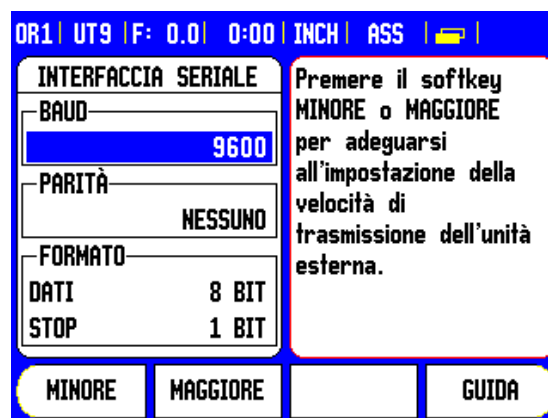 OR1| UT9 |F: 0.0| 0:00| INCH| ASS | |
INTERFACCIA SERIALE
BAUD
9600
PARITÀ
NESSUNO
FORMATO
DATI 8 BIT
STOP 1 BIT
Premere il softkey
MINORE o MAGGIORE
per adeguarsi
all'impostazione della
velocità di
trasmissione dell'unità
esterna.
MINORE MAGGIORE GUIDA